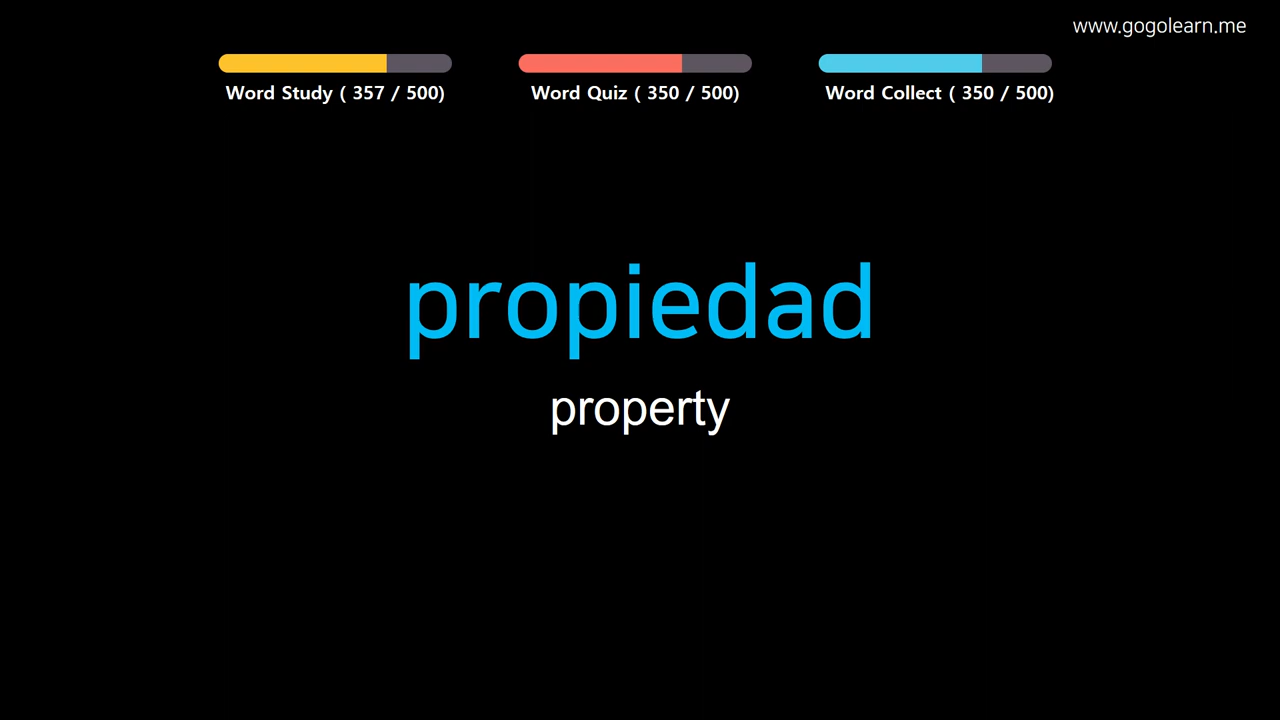 www.gogolearn.me
Word Study ( 357 / 500)
Word Quiz ( 350 / 500)
Word Collect ( 350 / 500)
propiedad
property